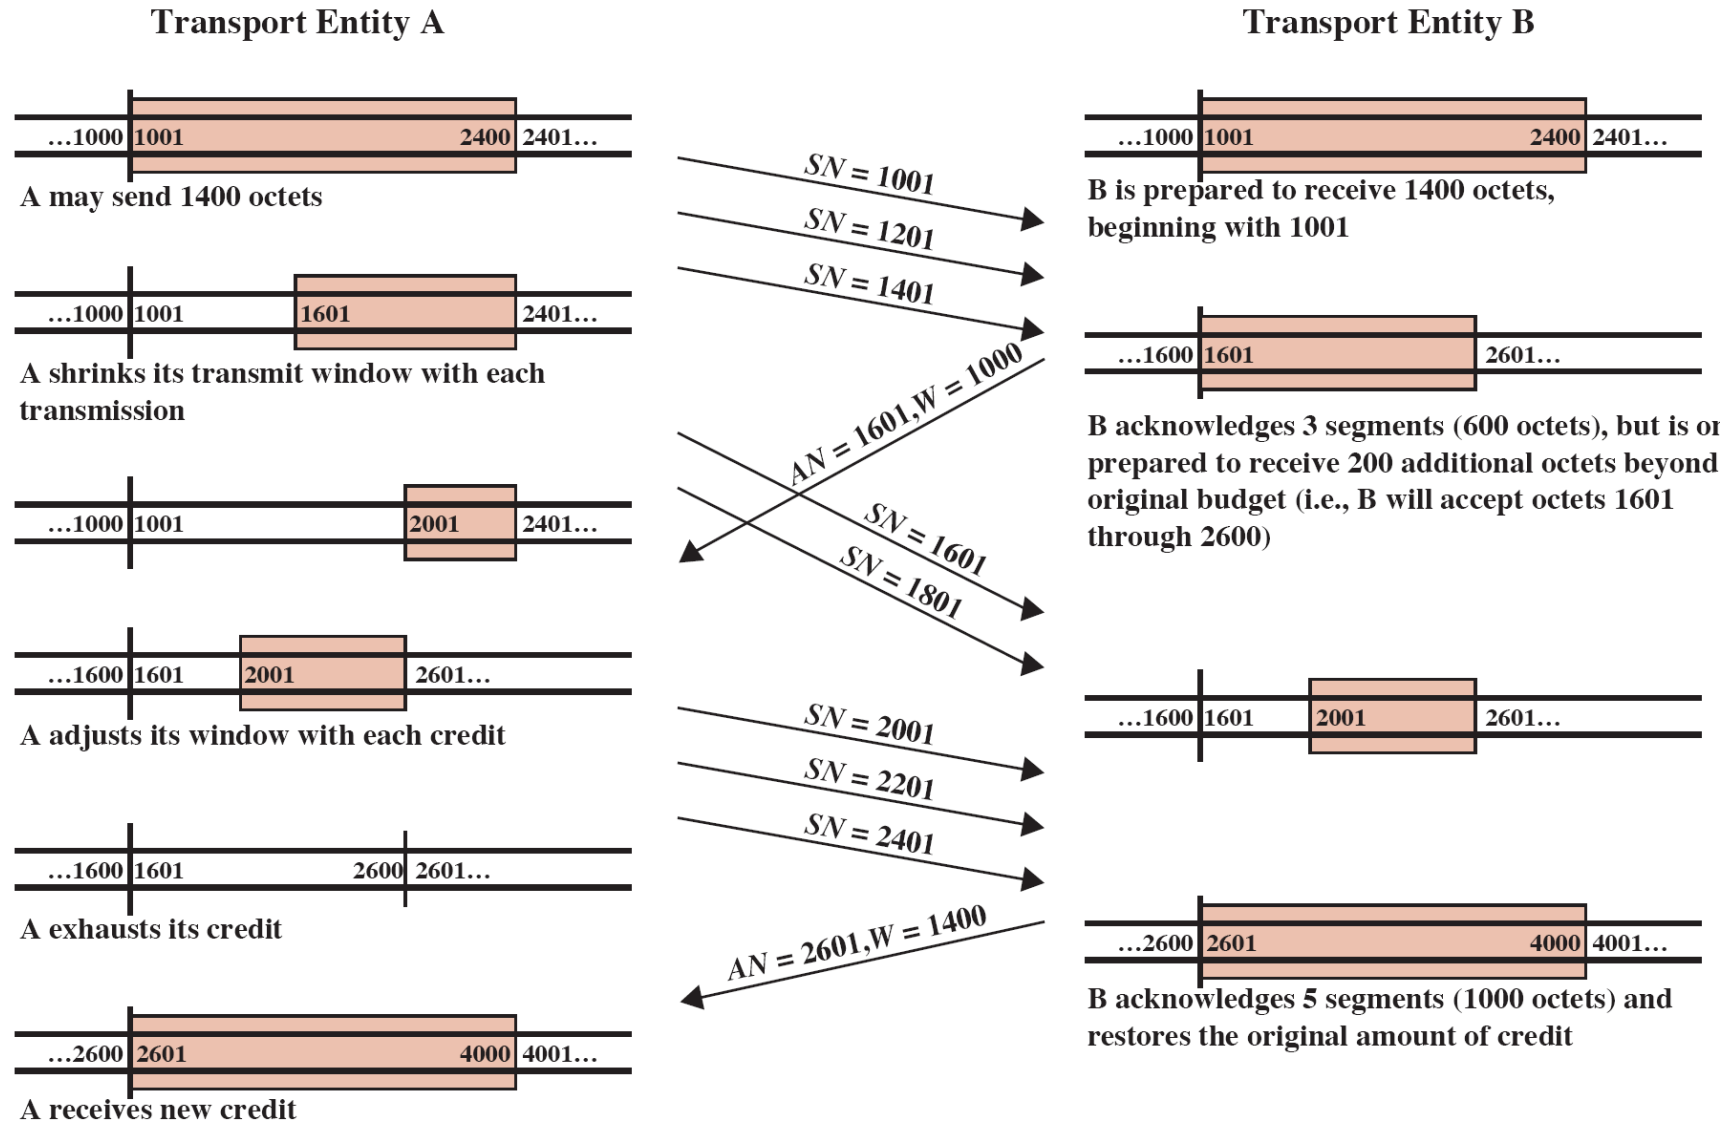 Transport Entity A
Transport Entity B
…1000 1001 2400 2401…
A may send 1400 octets
…1000 1001 2400 2401…
B is prepared to receive 1400 octets,
beginning with 1001
SN = 1001
SN = 1201
SN = 1401
…1000 1001 1601 2401…
A shrinks its transmit window with each
transmission
…1600 1601 2601…
B acknowledges 3 segments (600 octets), but is
prepared to receive 200 additional octets beyond
original budget (i.e., B will accept octets 1601
through 2600)
AN = 1601,W = 1000
…1000 1001 2001 2401…
SN = 1601
SN = 1801
…1600 1601 2001 2601…
A adjusts its window with each credit
…1600 1601 2001 2601…
SN = 2001
SN = 2201
SN = 2401
…1600 1601 2600 2601…
A exhausts its credit
AN = 2601,W = 1400
…2600 2601 4000 4001…
B acknowledges 5 segments (1000 octets) and
restores the original amount of credit
…2600 2601 4000 4001…
A receives new credit